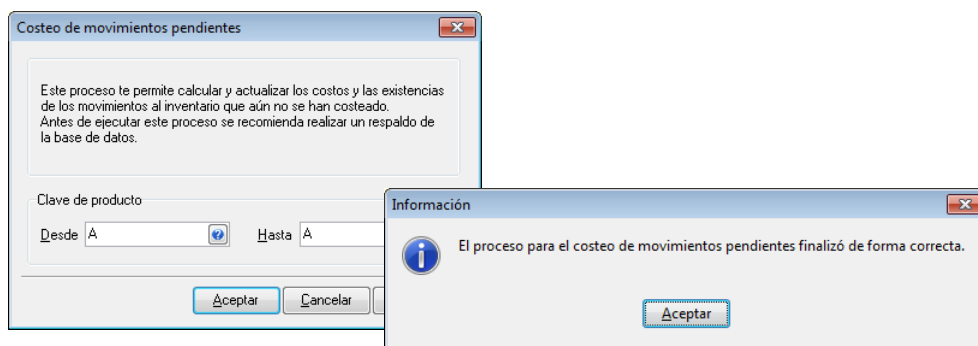 Costeo de movimientos pendientes
Este proceso te permite calcular y actualizar los costos y las existencias
de los movimientos al inventario que aún no se han costeado.
Antes de ejecutar este proceso se recomienda realizar un respaldo de
la base de datos.
Clave de producto
Desde A Hasta A
Aceptar Cancelar
Información
El proceso para el costeo de movimientos pendientes finalizó de forma correcta.
Aceptar